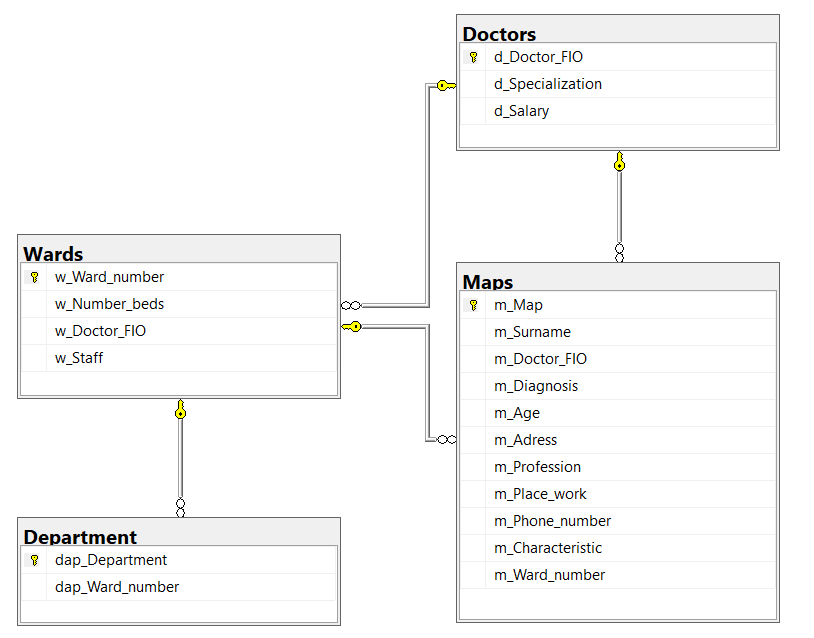 Doctors
d_Doctor_FIO
d_Specialization
d_Salary
Wards
w_Ward_number
w_Number_beds
w_Doctor_FIO
w_Staff
Maps
m_Map
m_Surname
m_Doctor_FIO
m_Diagnosis
m_Age
m_Adress
m_Profession
m_Place_work
m_Phone_number
m_Characteristic
m_Ward_number
Department
dap_Department
dap_Ward_number